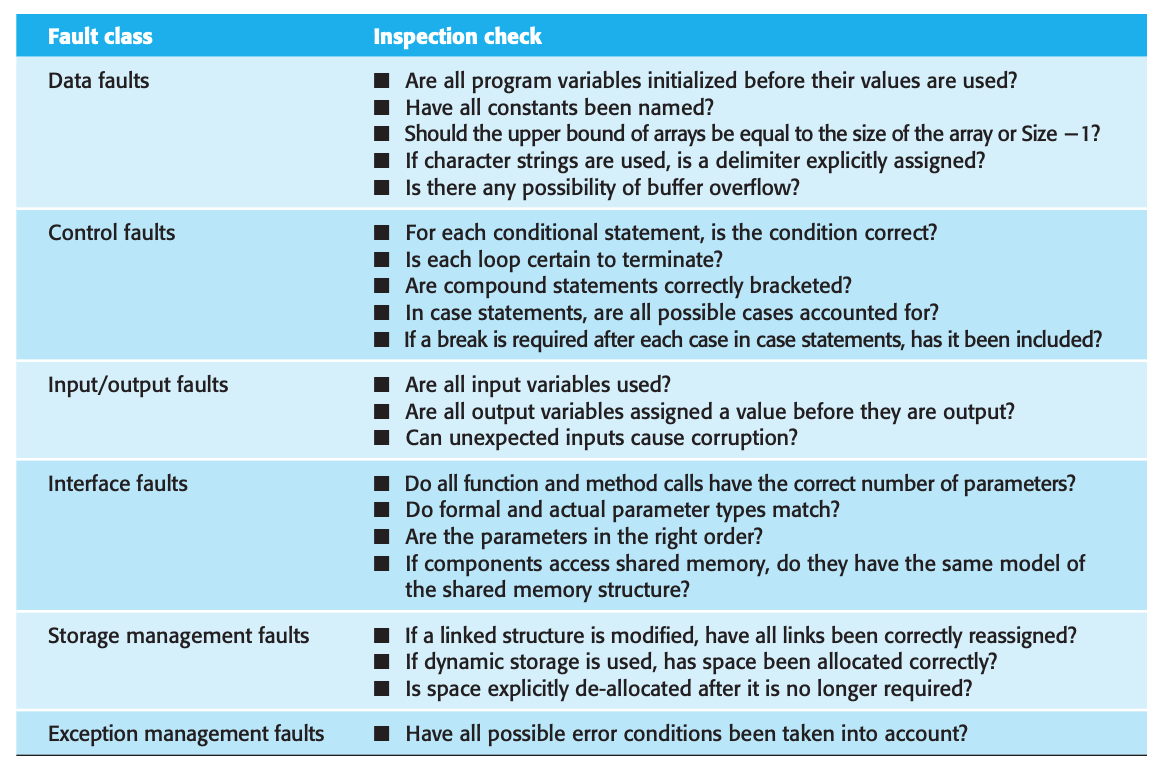 Fault class Inspection check
Data faults ■ Are all program variables initialized before their values are used?
■ Have all constants been named?
■ Should the upper bound of arrays be equal to the size of the array or Size −1?
■ If character strings are used, is a delimiter explicitly assigned?
■ Is there any possibility of buffer overflow?
Control faults ■ For each conditional statement, is the condition correct?
■ Is each loop certain to terminate?
■ Are compound statements correctly bracketed?
■ In case statements, are all possible cases accounted for?
■ If a break is required after each case in case statements, has it been included?
Input/output faults ■ Are all input variables used?
■ Are all output variables assigned a value before they are output?
■ Can unexpected inputs cause corruption?
Interface faults ■ Do all function and method calls have the correct number of parameters?
■ Do formal and actual parameter types match?
■ Are the parameters in the right order?
■ If components access shared memory, do they have the same model of
the shared memory structure?
Storage management faults ■ If a linked structure is modified, have all links been correctly reassigned?
■ If dynamic storage is used, has space been allocated correctly?
■ Is space explicitly de-allocated after it is no longer required?
Exception management faults ■ Have all possible error conditions been taken into account?